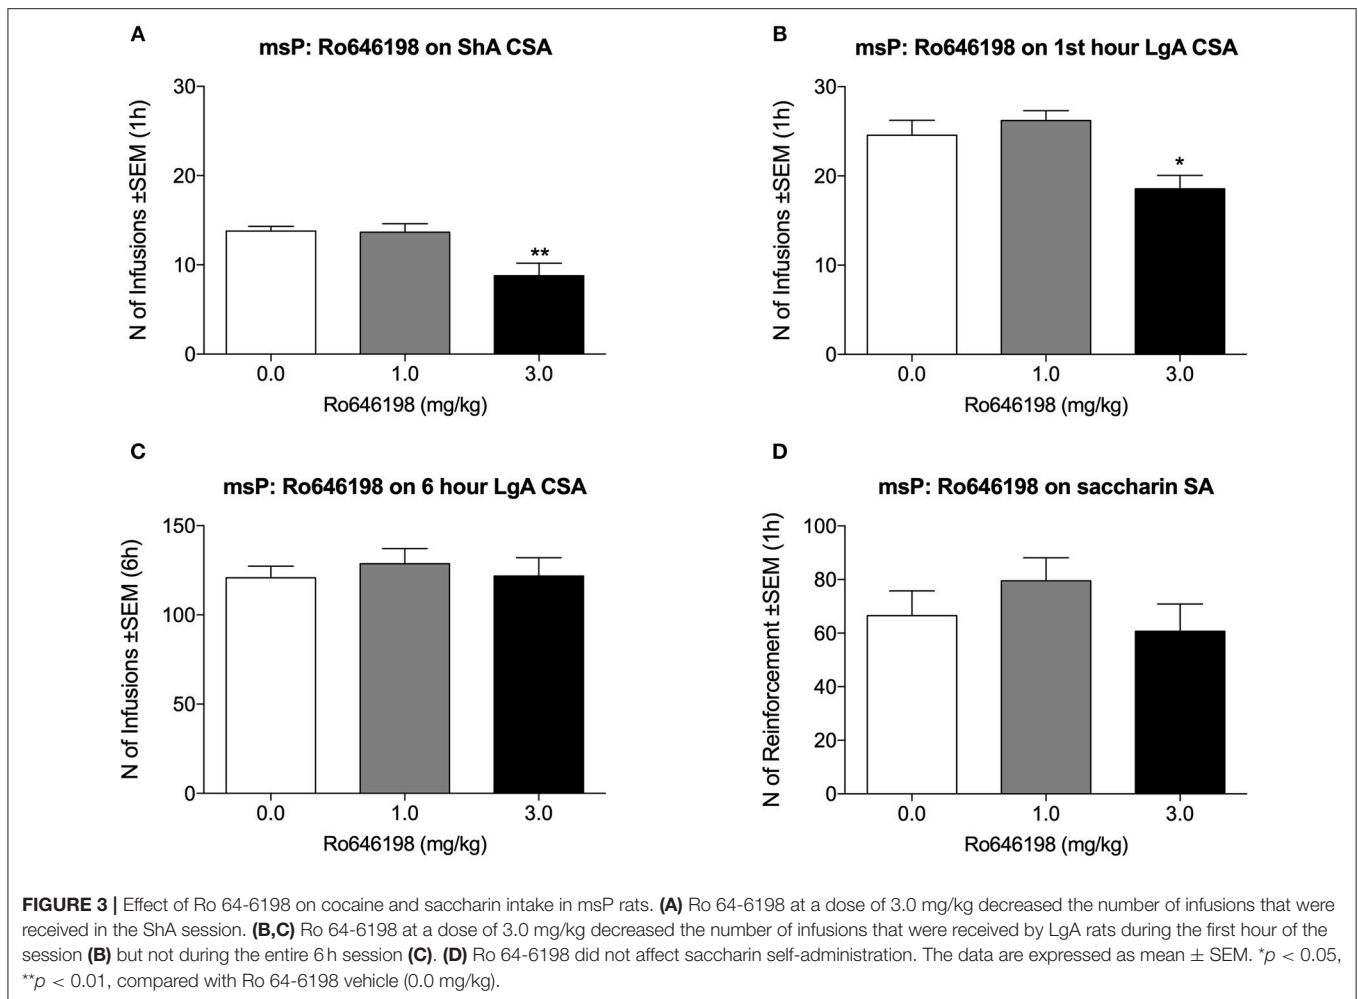 A
msP: Ro646198 on ShA CSA
N of Infusions ±SEM (1h)
30
20
10
0
**
0.0 1.0 3.0
Ro646198 (mg/kg)
B
msP: Ro646198 on 1st hour LgA CSA
N of Infusions ±SEM (1h)
30
20
10
0
*
0.0 1.0 3.0
Ro646198 (mg/kg)
C
msP: Ro646198 on 6 hour LgA CSA
N of Infusions ±SEM (6h)
150
100
50
0
0.0 1.0 3.0
Ro646198 (mg/kg)
D
msP: Ro646198 on saccharin SA
N of Reinforcement ±SEM (1h)
100
80
60
40
20
0
0.0 1.0 3.0
Ro646198 (mg/kg)
FIGURE 3 | Effect of Ro 64-6198 on cocaine and saccharin intake in msP rats. (A) Ro 64-6198 at a dose of 3.0 mg/kg decreased the number of infusions that were
received in the ShA session. (B,C) Ro 64-6198 at a dose of 3.0 mg/kg decreased the number of infusions that were received by LgA rats during the first hour of the
session (B) but not during the entire 6 h session (C). (D) Ro 64-6198 did not affect saccharin self-administration. The data are expressed as mean ± SEM. *p < 0.05,
**p < 0.01, compared with Ro 64-6198 vehicle (0.0 mg/kg).